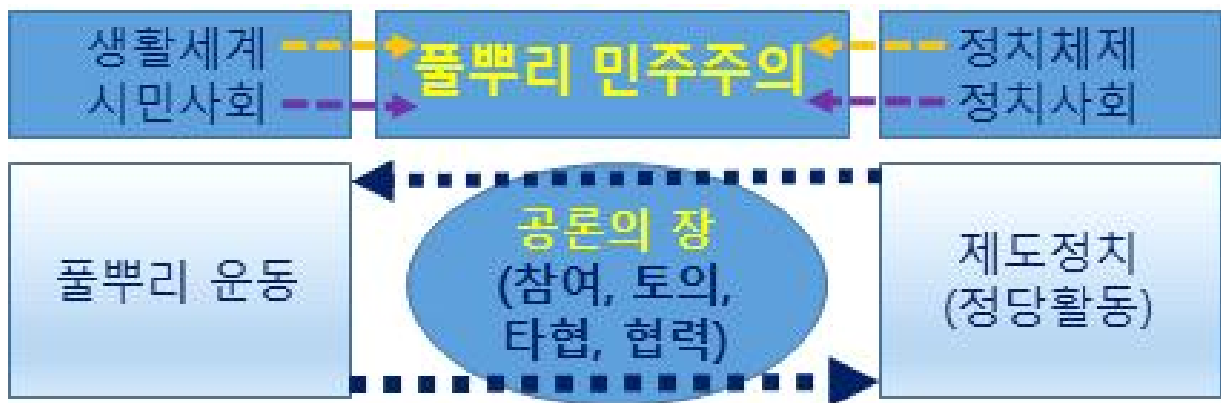 생활세계
시민사회
풀뿌리 민주주의
정치체제
정치사회
풀뿌리 운동
공론의 장
(참여, 토의,
타협, 협력)
제도정치
(정당활동)